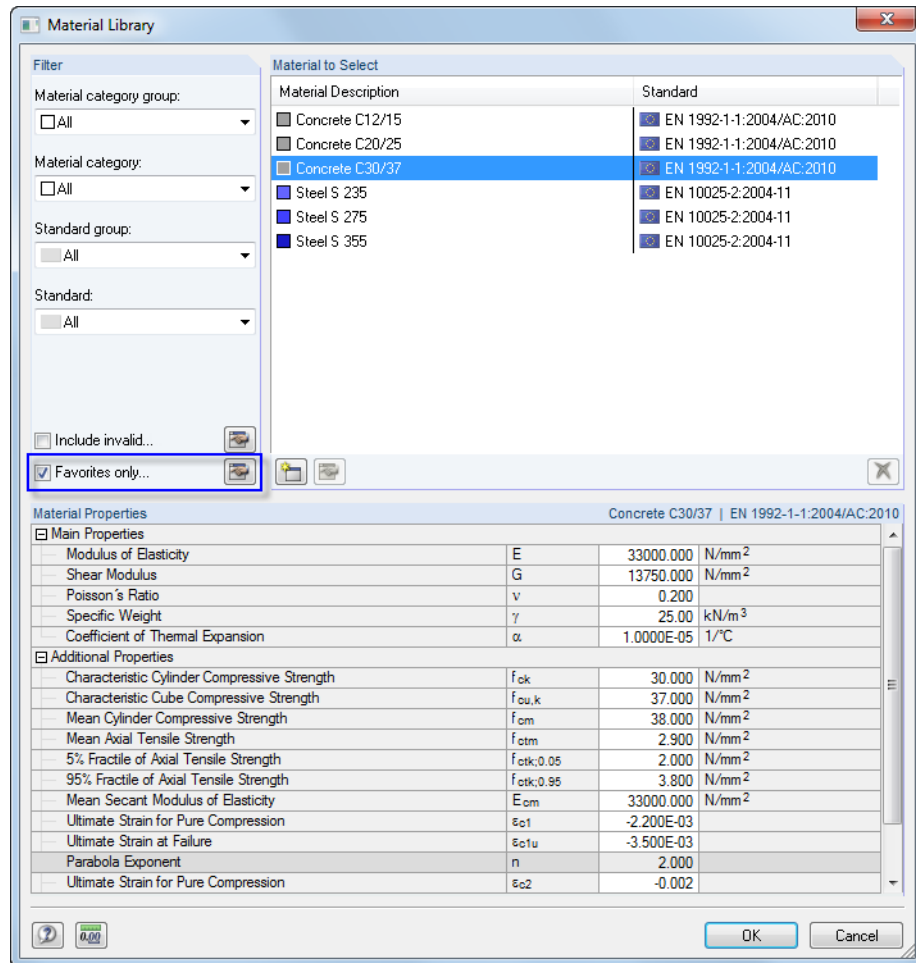 Material Library
Filter
Material category group:
All
Material category:
All
Standard group:
All
Standard:
All
Include invalid...
Favorites only...
Material to Select
Material Description Standard
Concrete C12/15 EN 1992-1-1:2004/AC:2010
Concrete C20/25 EN 1992-1-1:2004/AC:2010
Concrete C30/37 EN 1992-1-1:2004/AC:2010
Steel S 235 EN 10025-2:2004-11
Steel S 275 EN 10025-2:2004-11
Steel S 355 EN 10025-2:2004-11
Material Properties Concrete C30/37 | EN 1992-1-1:2004/AC:2010
Main Properties
Modulus of Elasticity E 33000.000 N/mm²
Shear Modulus G 13750.000 N/mm²
Poisson´s Ratio ν 0.200
Specific Weight γ 25.00 kN/m³
Coefficient of Thermal Expansion α 1.0000E-05 1/°C
Additional Properties
Characteristic Cylinder Compressive Strength fck 30.000 N/mm²
Characteristic Cube Compressive Strength fcu,k 37.000 N/mm²
Mean Cylinder Compressive Strength fcm 38.000 N/mm²
Mean Axial Tensile Strength fctm 2.900 N/mm²
5% Fractile of Axial Tensile Strength fctk;0.05 2.000 N/mm²
95% Fractile of Axial Tensile Strength fctk;0.95 3.800 N/mm²
Mean Secant Modulus of Elasticity Ecm 33000.000 N/mm²
Ultimate Strain for Pure Compression εc1 -2.200E-03
Ultimate Strain at Failure εc1u -3.500E-03
Parabola Exponent n 2.000
Ultimate Strain for Pure Compression εc2 -0.002
0.00
OK Cancel